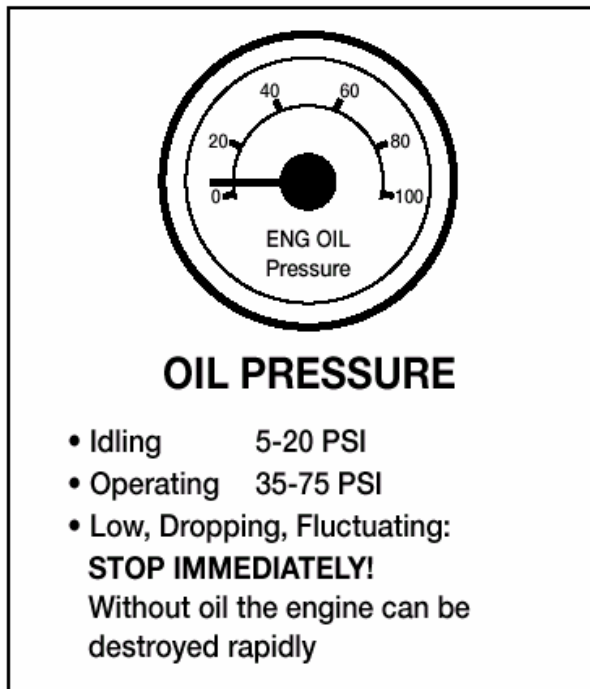 40 60
20 80
0 100
ENG OIL
Pressure
OIL PRESSURE
• Idling 5-20 PSI
• Operating 35-75 PSI
• Low, Dropping, Fluctuating:
STOP IMMEDIATELY!
Without oil the engine can be
destroyed rapidly